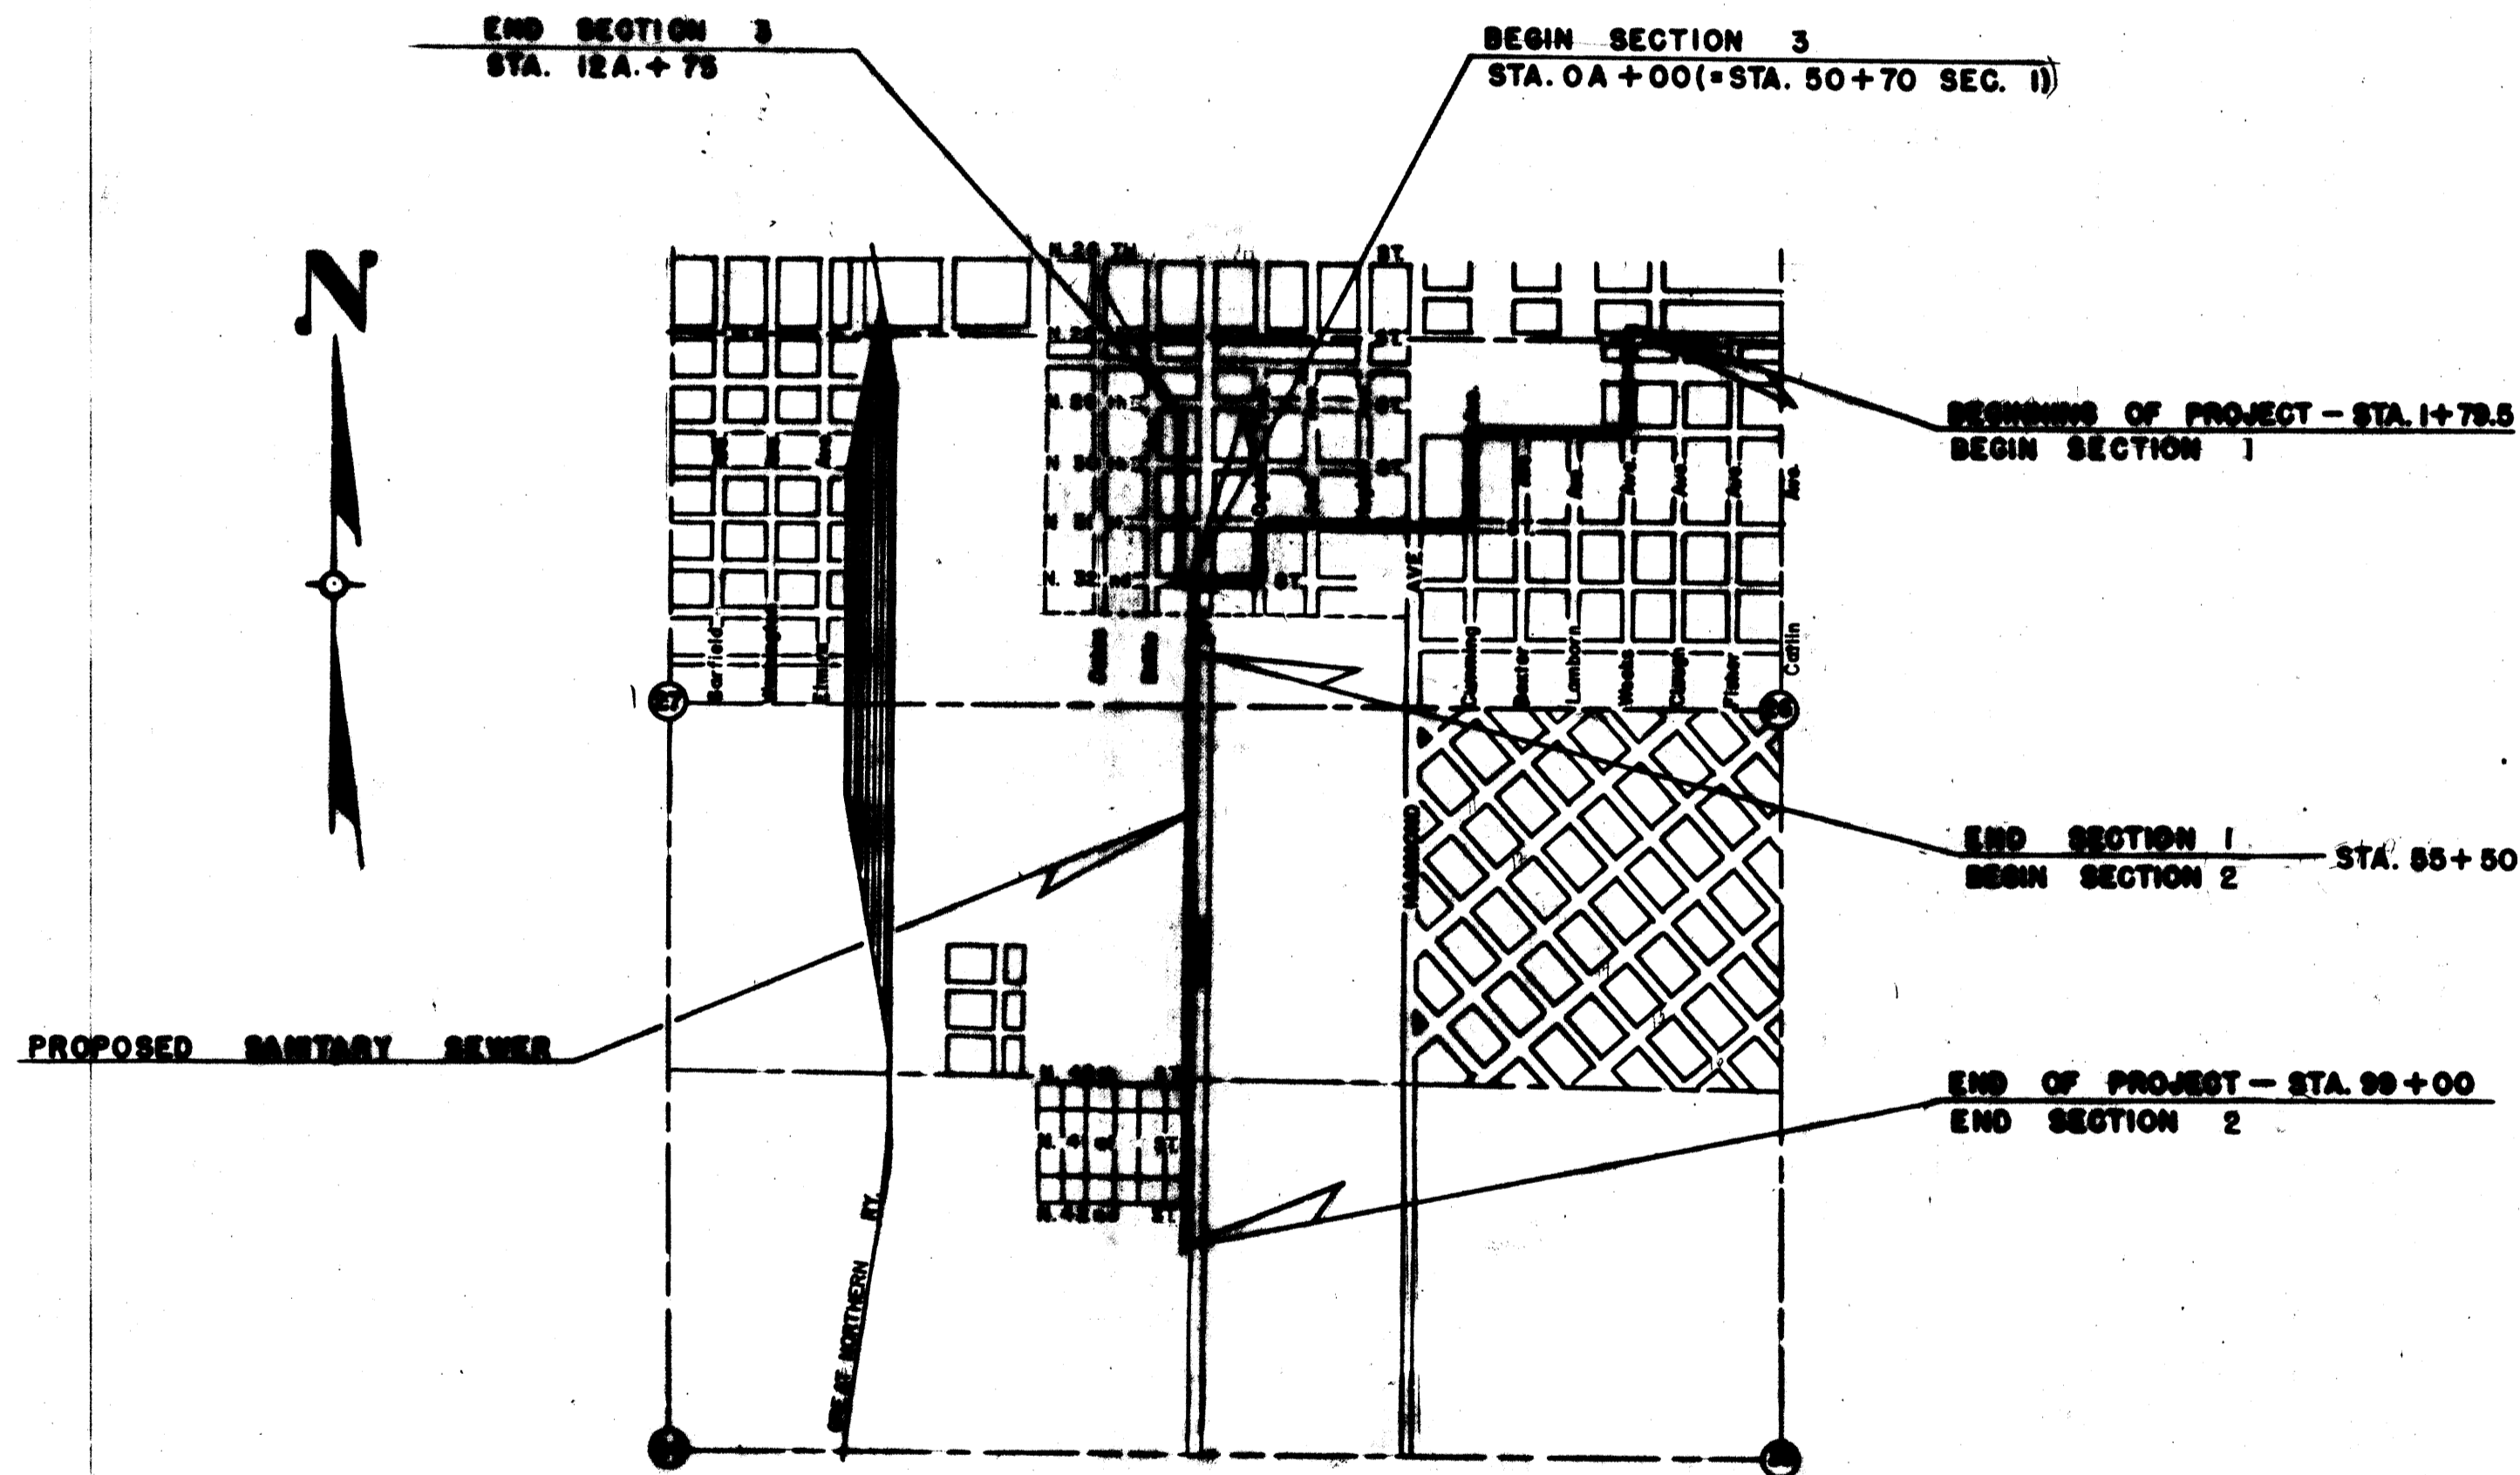 END SECTION 3
STA. 12A.+75
BEGIN SECTION 3
STA. 0A+00(=STA. 50+70 SEC. 1)
N
ST.
ST.
BEGINNING OF PROJECT — STA. 1+79.5
BEGIN SECTION 1
ST.
ST.
Ave.
Ave.
Ave.
Ave.
ST.
N. 32 nd ST.
AVE.
Barfield
Cumming
Baxter
Lamborn
Weeks
Clough
Fisher
Catlin
27
26
HAMMOND
END SECTION 1
BEGIN SECTION 2
STA. 55+50
PROPOSED SANITARY SEWER
ST.
END OF PROJECT — STA. 99+00
END SECTION 2
N. 41 st ST.
N. 42 nd ST.
GREAT NORTHERN RY.